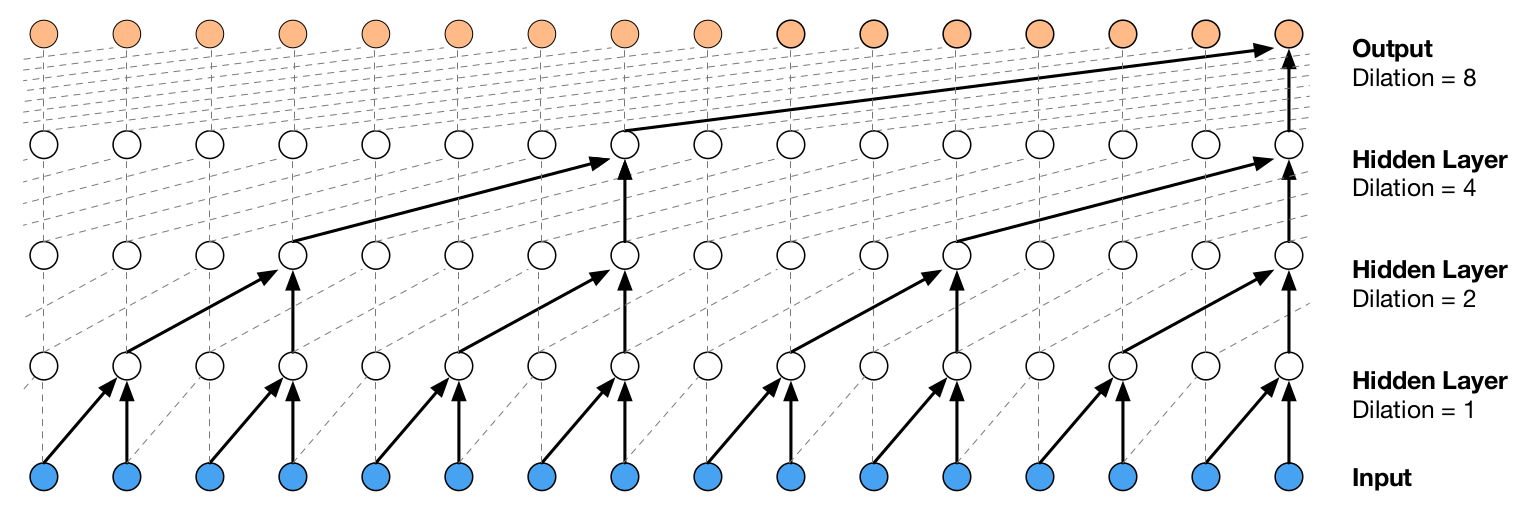 Output
Dilation = 8
Hidden Layer
Dilation = 4
Hidden Layer
Dilation = 2
Hidden Layer
Dilation = 1
Input